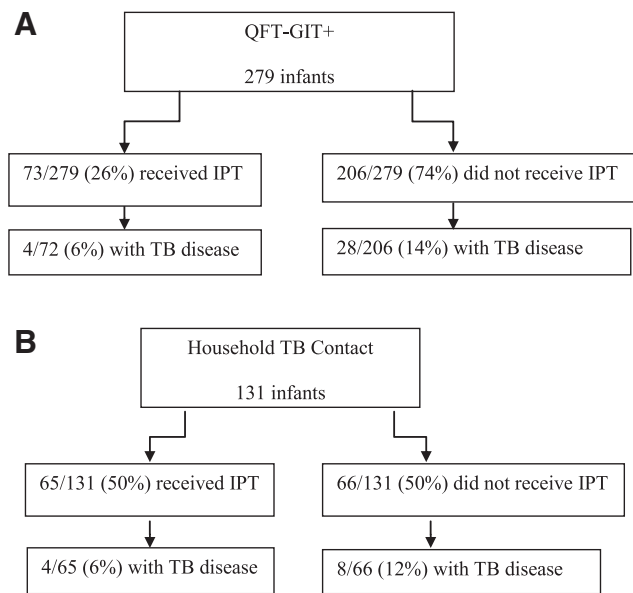 A
QFT-GIT+
279 infants
73/279 (26%) received IPT
206/279 (74%) did not receive IPT
4/72 (6%) with TB disease
28/206 (14%) with TB disease
B
Household TB Contact
131 infants
65/131 (50%) received IPT
66/131 (50%) did not receive IPT
4/65 (6%) with TB disease
8/66 (12%) with TB disease